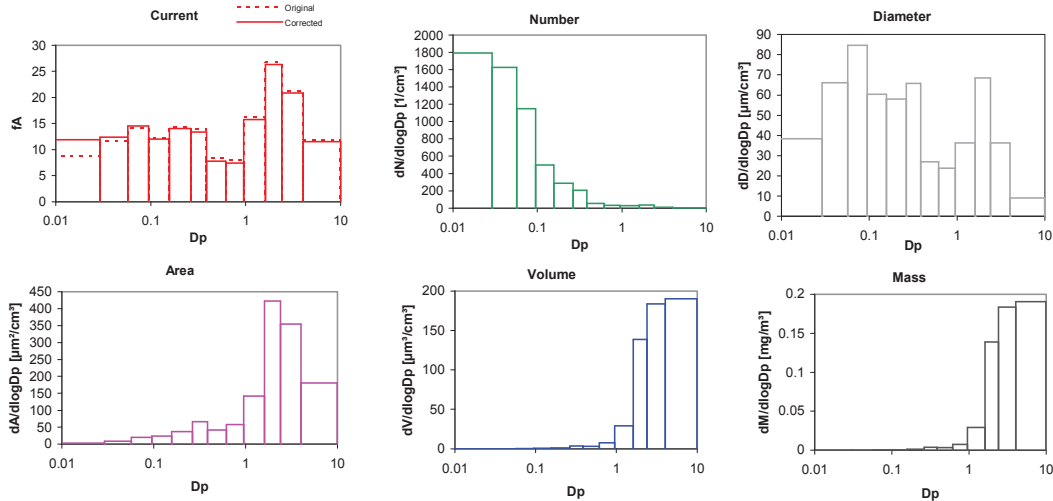 Current
Original
Corrected
30
25
20
15
10
5
0
fA
0.01 0.1 1 10
Dp
Number
2000
1800
1600
1400
1200
1000
800
600
400
200
0
dN/dlogDp [1/cm³]
0.01 0.1 1 10
Dp
Diameter
90
80
70
60
50
40
30
20
10
0
dD/dlogDp [µm/cm³]
0.01 0.1 1 10
Dp
Area
450
400
350
300
250
200
150
100
50
0
dA/dlogDp [µm²/cm³]
0.01 0.1 1 10
Dp
Volume
200
150
100
50
0
dV/dlogDp [µm³/cm³]
0.01 0.1 1 10
Dp
Mass
0.2
0.15
0.1
0.05
0
dM/dlogDp [mg/m³]
0.01 0.1 1 10
Dp